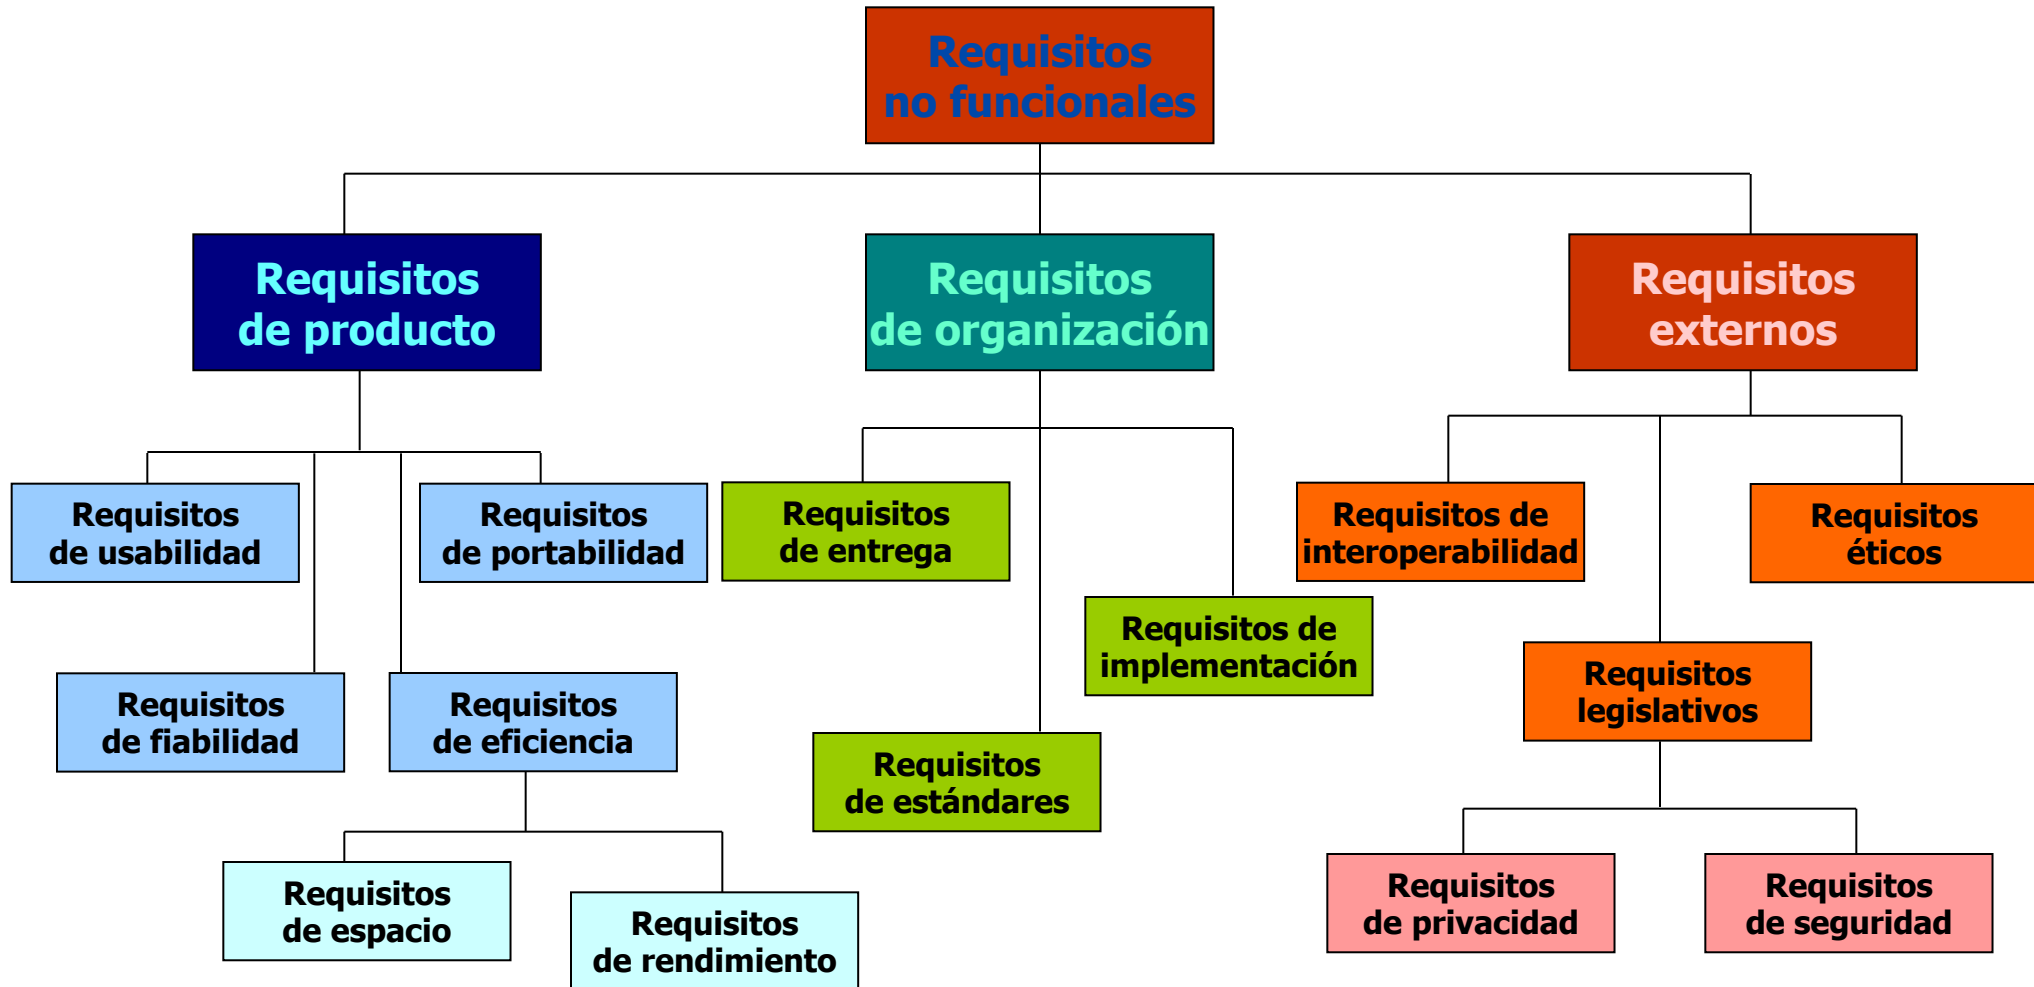 Requisitos
no funcionales
Requisitos
de producto
Requisitos
de organización
Requisitos
externos
Requisitos
de usabilidad
Requisitos
de portabilidad
Requisitos
de entrega
Requisitos de
interoperabilidad
Requisitos
éticos
Requisitos de
implementación
Requisitos
legislativos
Requisitos
de fiabilidad
Requisitos
de eficiencia
Requisitos
de estándares
Requisitos
de espacio
Requisitos
de rendimiento
Requisitos
de privacidad
Requisitos
de seguridad